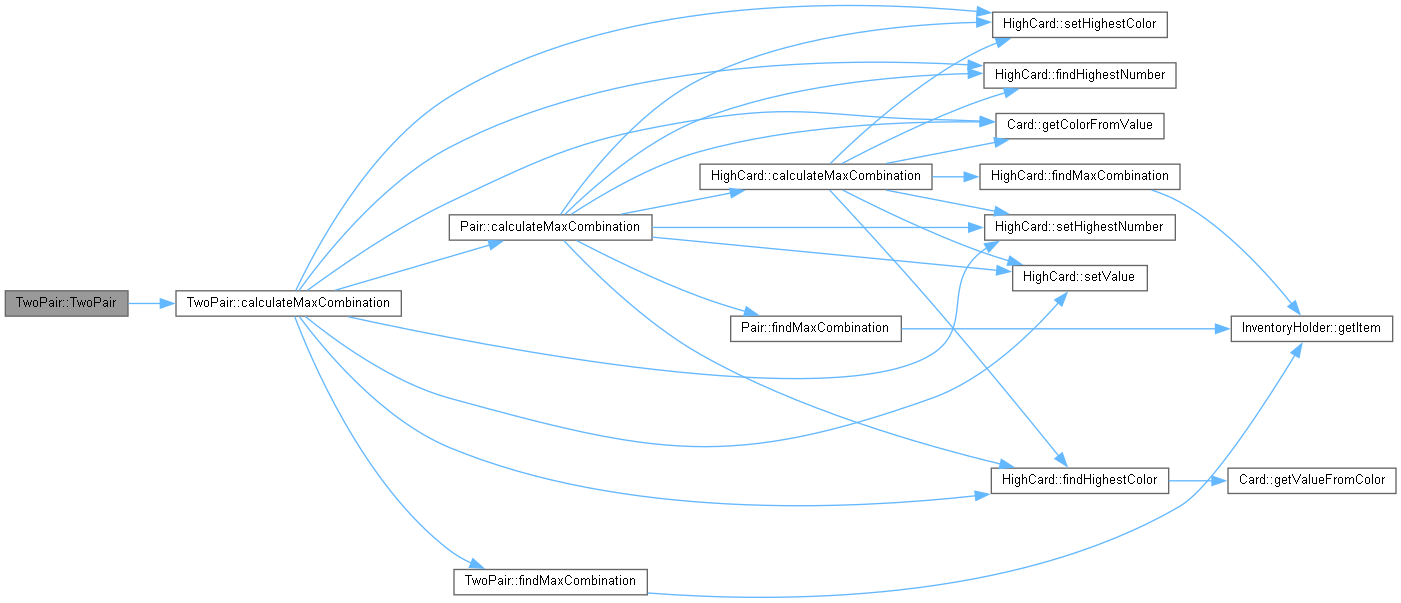 HighCard::setHighestColor
HighCard::findHighestNumber
Card::getColorFromValue
HighCard::calculateMaxCombination
HighCard::findMaxCombination
Pair::calculateMaxCombination
HighCard::setHighestNumber
HighCard::setValue
TwoPair::TwoPair
TwoPair::calculateMaxCombination
Pair::findMaxCombination
InventoryHolder::getItem
HighCard::findHighestColor
Card::getValueFromColor
TwoPair::findMaxCombination